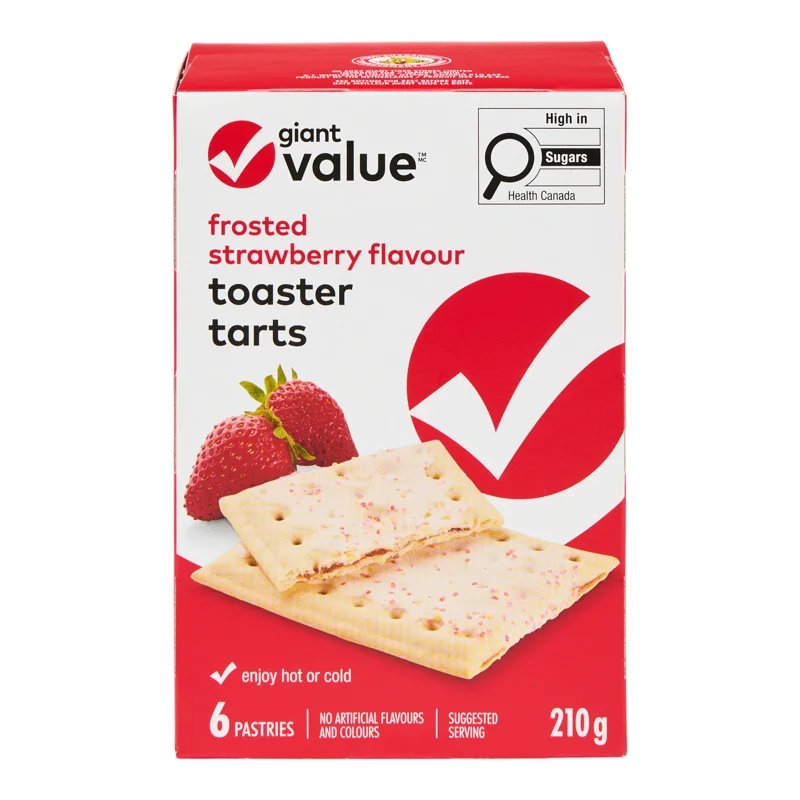 giant
value ™
MC
High in
Sugars
Health Canada
frosted
strawberry flavour
toaster
tarts
enjoy hot or cold
6 PASTRIES
NO ARTIFICIAL FLAVOURS
AND COLOURS
SUGGESTED
SERVING
210 g